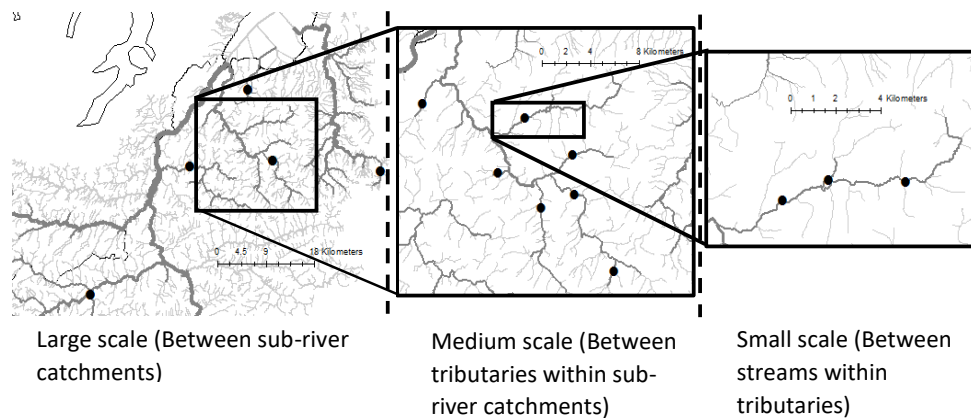 0 4.5 9 18 Kilometers
0 2 4 8 Kilometers
0 1 2 4 Kilometers
Large scale (Between sub-river
catchments)
Medium scale (Between
tributaries within sub-
river catchments)
Small scale (Between
streams within
tributaries)